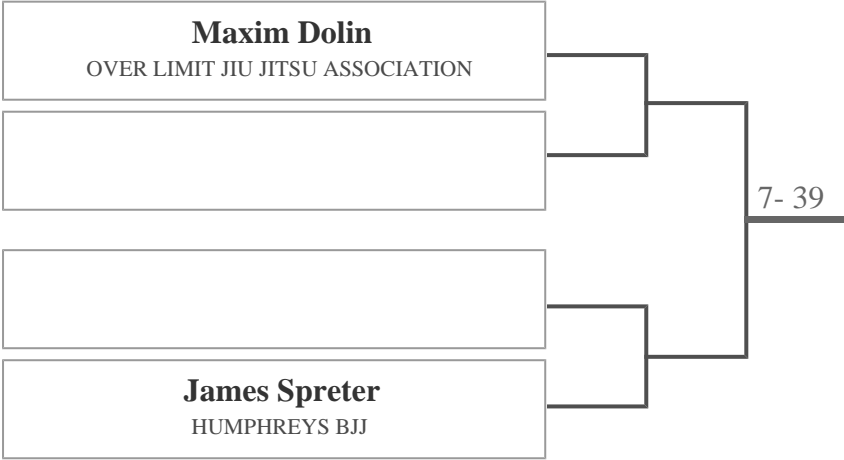 Maxim Dolin
OVER LIMIT JIU JITSU ASSOCIATION
7- 39
James Spreter
HUMPHREYS BJJ